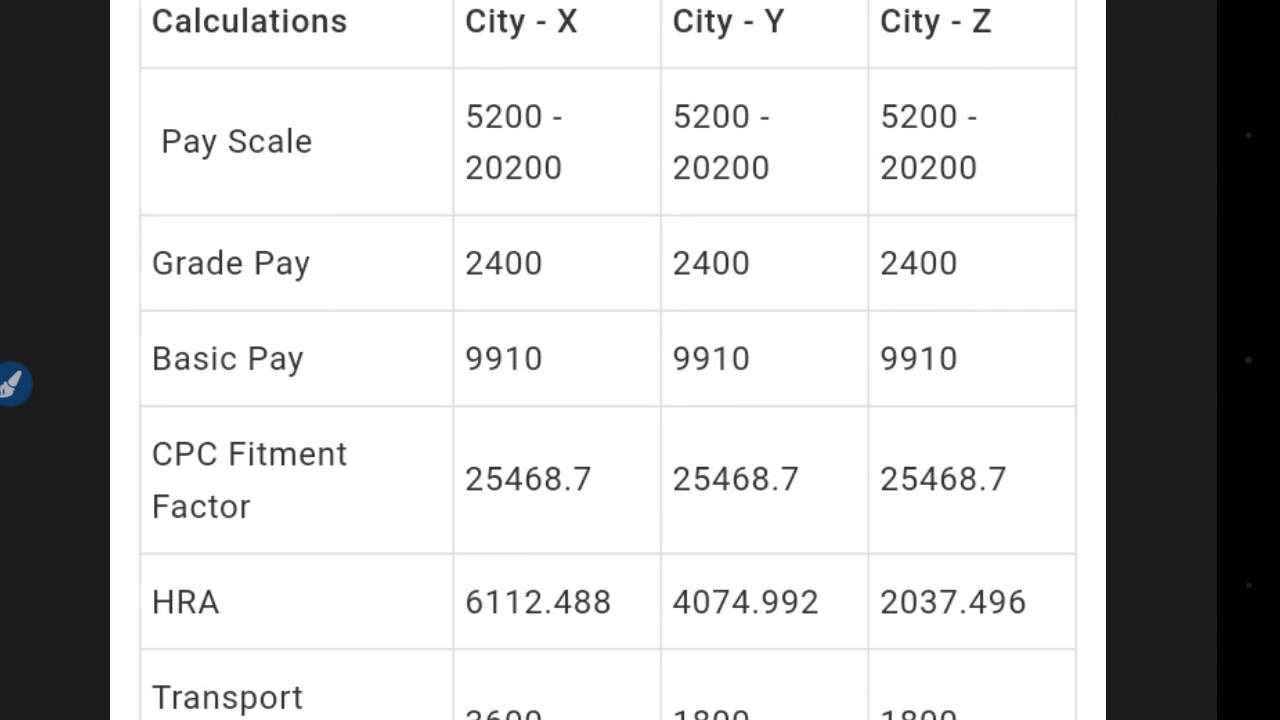 Calculations City - X City - Y City - Z
Pay Scale 5200 - 20200 5200 - 20200 5200 - 20200
Grade Pay 2400 2400 2400
Basic Pay 9910 9910 9910
CPC Fitment Factor 25468.7 25468.7 25468.7
HRA 6112.488 4074.992 2037.496
Transport 3600 1800 1800